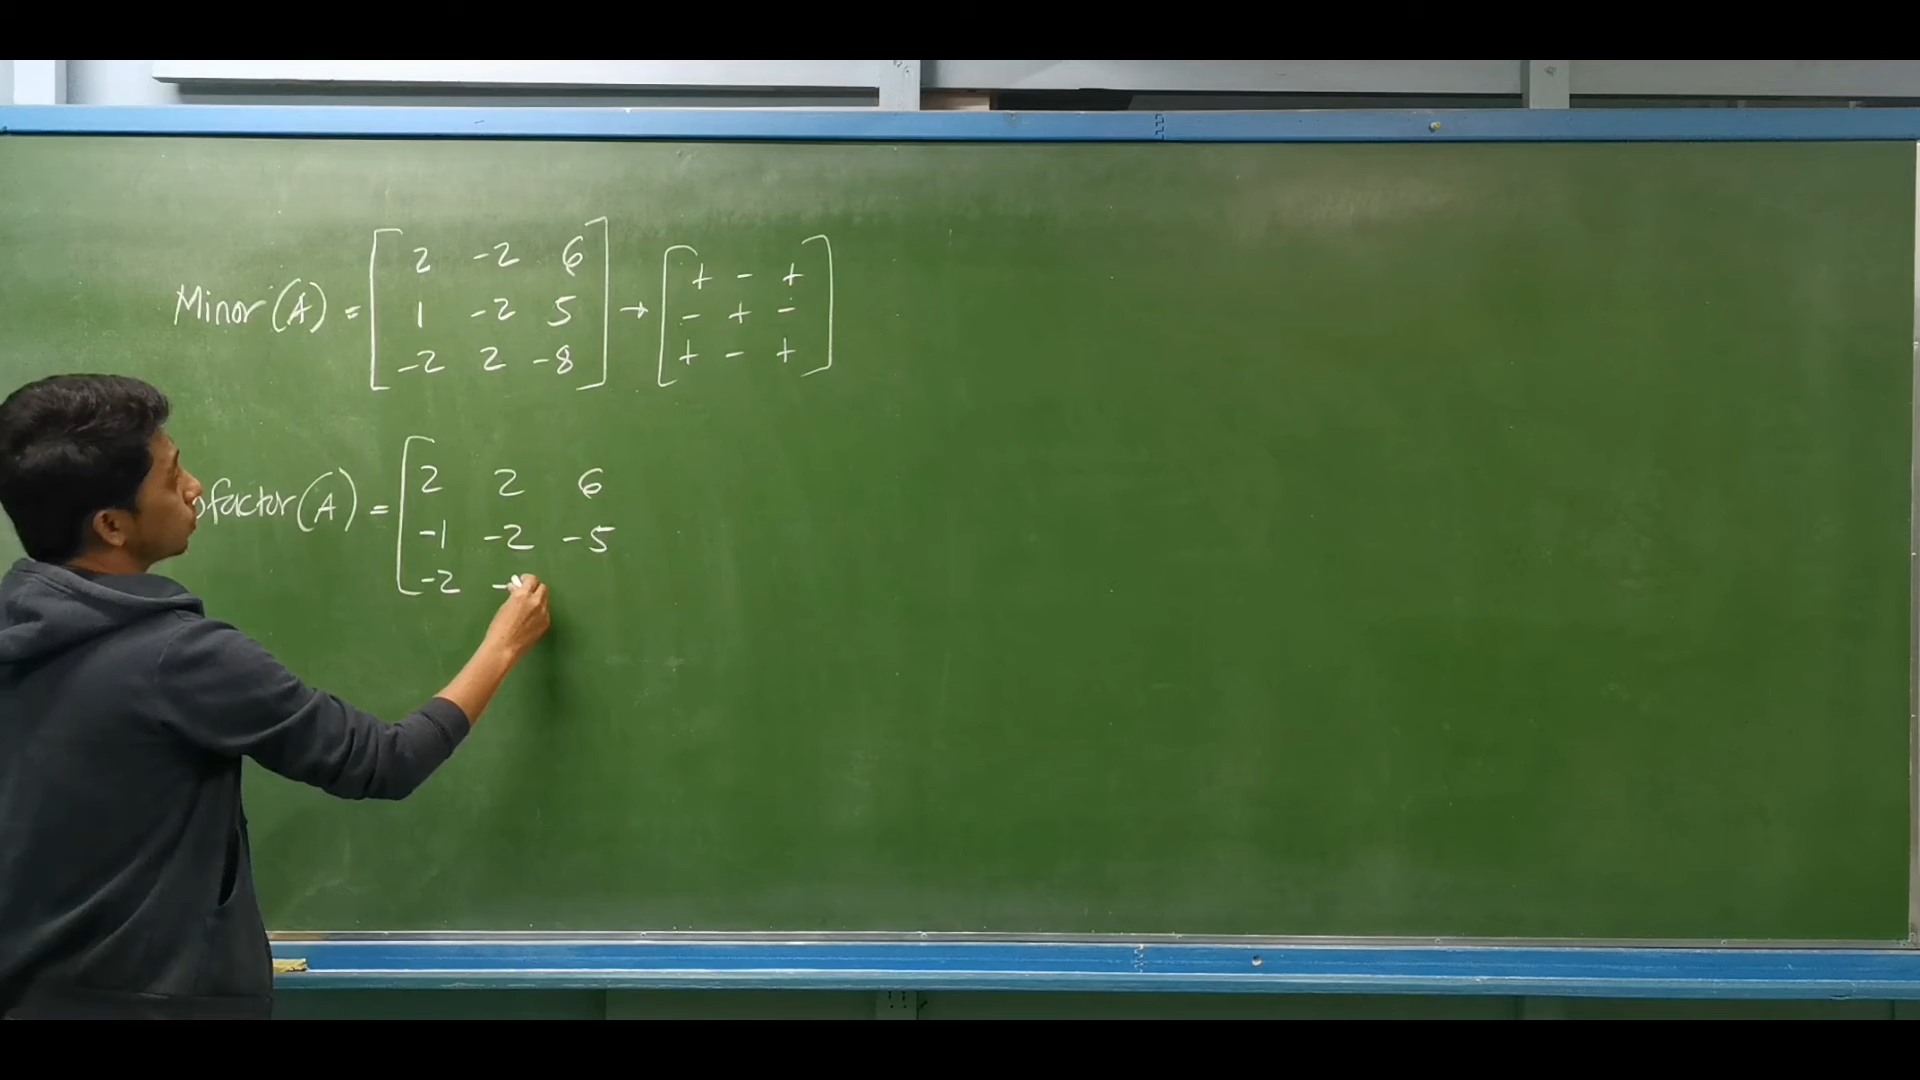 2 -2 6
Minor (A) = 1 -2 5 → + - +
- + -
-2 2 -8 + - +
2 2 6
ofactor (A) =
-1 -2 -5
-2 -